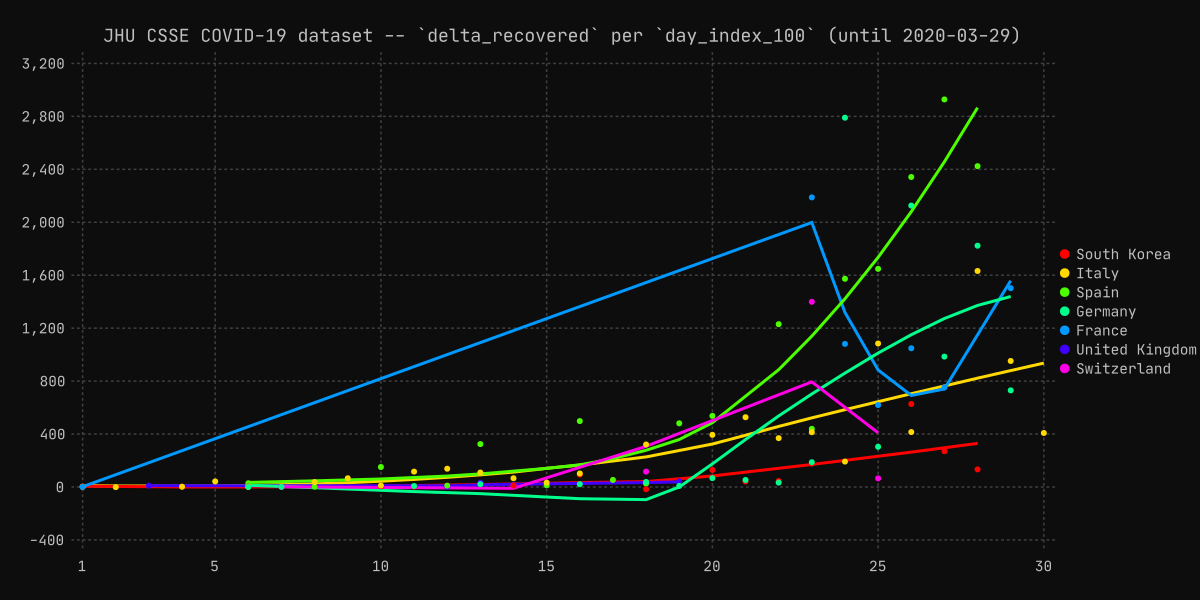 JHU CSSE COVID-19 dataset -- `delta_recovered` per `day_index_100` (until 2020-03-29)
3,200
2,800
2,400
2,000
1,600
1,200
800
400
0
-400
1 5 10 15 20 25 30
South Korea
Italy
Spain
Germany
France
United Kingdom
Switzerland